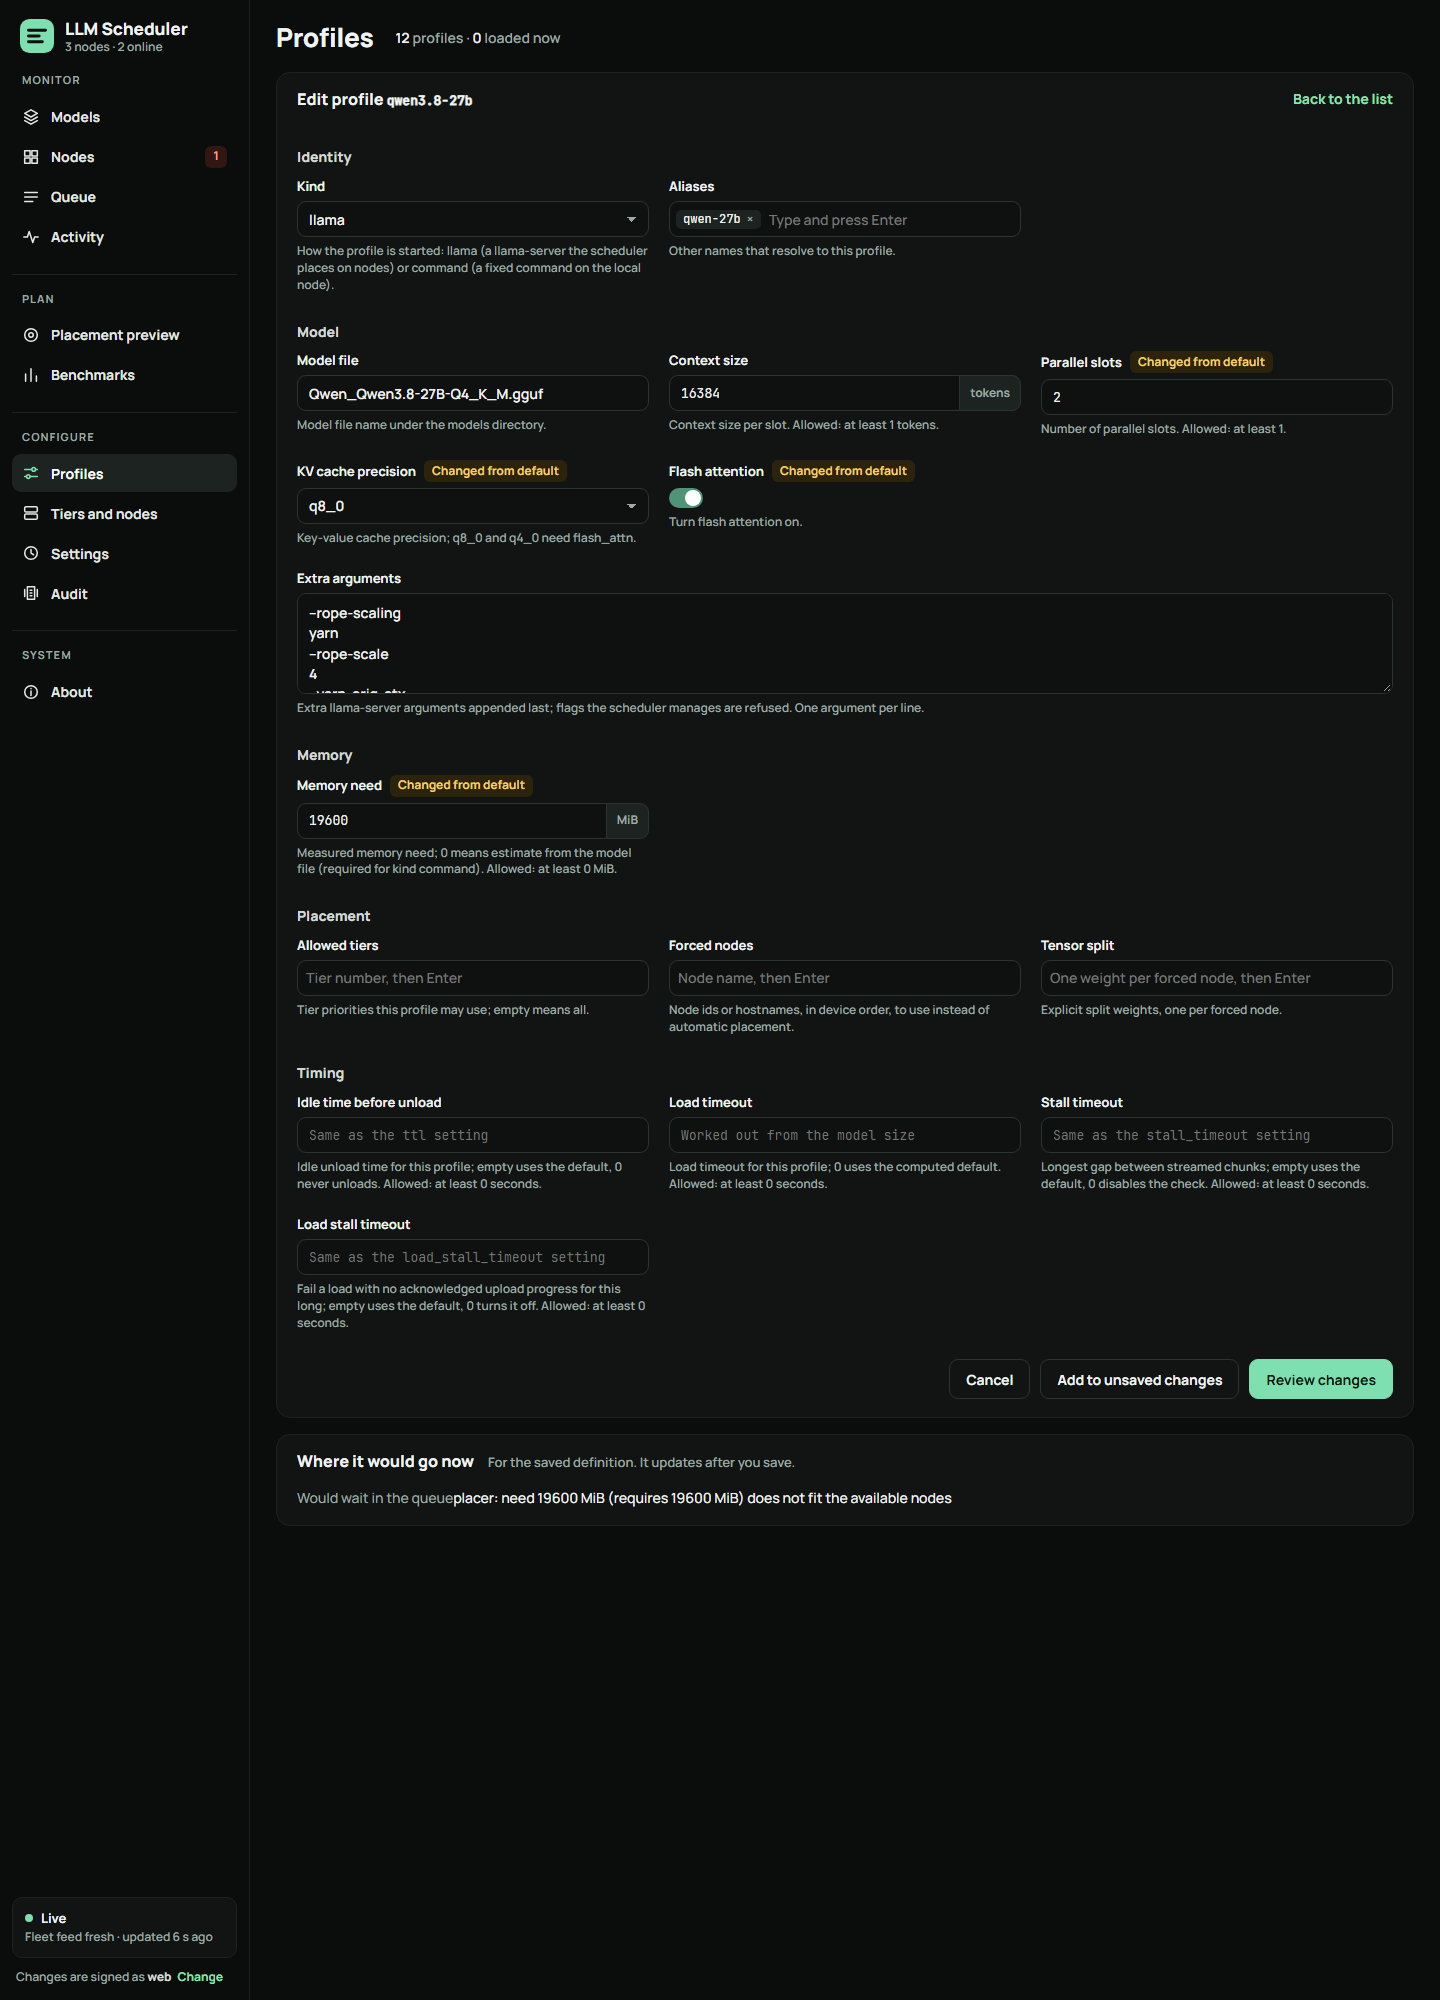 LLM Scheduler
3 nodes · 2 online
MONITOR
Models
Nodes
1
Queue
Activity
PLAN
Placement preview
Benchmarks
CONFIGURE
Profiles
Tiers and nodes
Settings
Audit
SYSTEM
About
Live
Fleet feed fresh · updated 6 s ago
Changes are signed as web Change
Profiles
12 profiles · 0 loaded now
Edit profile qwen3.8-27b
Back to the list
Identity
Kind
llama
How the profile is started: llama (a llama-server the scheduler
places on nodes) or command (a fixed command on the local
node).
Aliases
qwen-27b ×
Type and press Enter
Other names that resolve to this profile.
Model
Model file
Qwen_Qwen3.8-27B-Q4_K_M.gguf
Model file name under the models directory.
Context size
16384
tokens
Context size per slot. Allowed: at least 1 tokens.
Parallel slots
Changed from default
2
Number of parallel slots. Allowed: at least 1.
KV cache precision
Changed from default
q8_0
Key-value cache precision; q8_0 and q4_0 need flash_attn.
Flash attention
Changed from default
Turn flash attention on.
Extra arguments
--rope-scaling
yarn
--rope-scale
4
--yarn-orig-ctx
Extra llama-server arguments appended last; flags the scheduler manages are refused. One argument per line.
Memory
Memory need
Changed from default
19600
MiB
Measured memory need; 0 means estimate from the model
file (required for kind command). Allowed: at least 0 MiB.
Placement
Allowed tiers
Tier number, then Enter
Tier priorities this profile may use; empty means all.
Forced nodes
Node name, then Enter
Node ids or hostnames, in device order, to use instead of
automatic placement.
Tensor split
One weight per forced node, then Enter
Explicit split weights, one per forced node.
Timing
Idle time before unload
Same as the ttl setting
Idle unload time for this profile; empty uses the default, 0
never unloads. Allowed: at least 0 seconds.
Load timeout
Worked out from the model size
Load timeout for this profile; 0 uses the computed default.
Allowed: at least 0 seconds.
Stall timeout
Same as the stall_timeout setting
Longest gap between streamed chunks; empty uses the
default, 0 disables the check. Allowed: at least 0 seconds.
Load stall timeout
Same as the load_stall_timeout setting
Fail a load with no acknowledged upload progress for this
long; empty uses the default, 0 turns it off. Allowed: at least 0
seconds.
Cancel
Add to unsaved changes
Review changes
Where it would go now
For the saved definition. It updates after you save.
Would wait in the queueplacer: need 19600 MiB (requires 19600 MiB) does not fit the available nodes